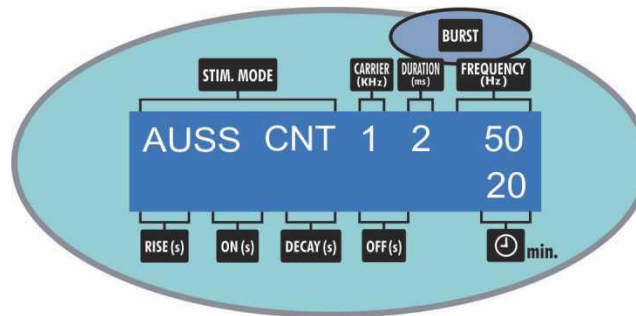 BURST
STIM. MODE CARRIER (KHz) DURATION (ms) FREQUENCY (Hz)
AUSS CNT 1 2 50
20
RISE (s) ON (s) DECAY (s) OFF (s) min.